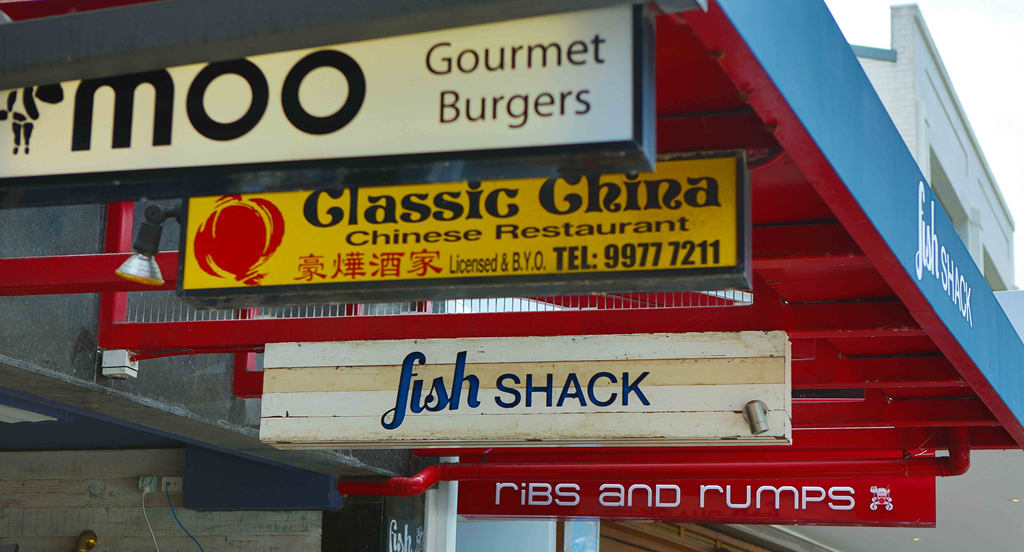 moo
Gourmet
Burgers
Classic China
Chinese Restaurant
豪燁酒家 Licensed & B.Y.O. TEL: 9977 7211
fish SHACK
fish SHACK
RiBS AND RUMPS
fish